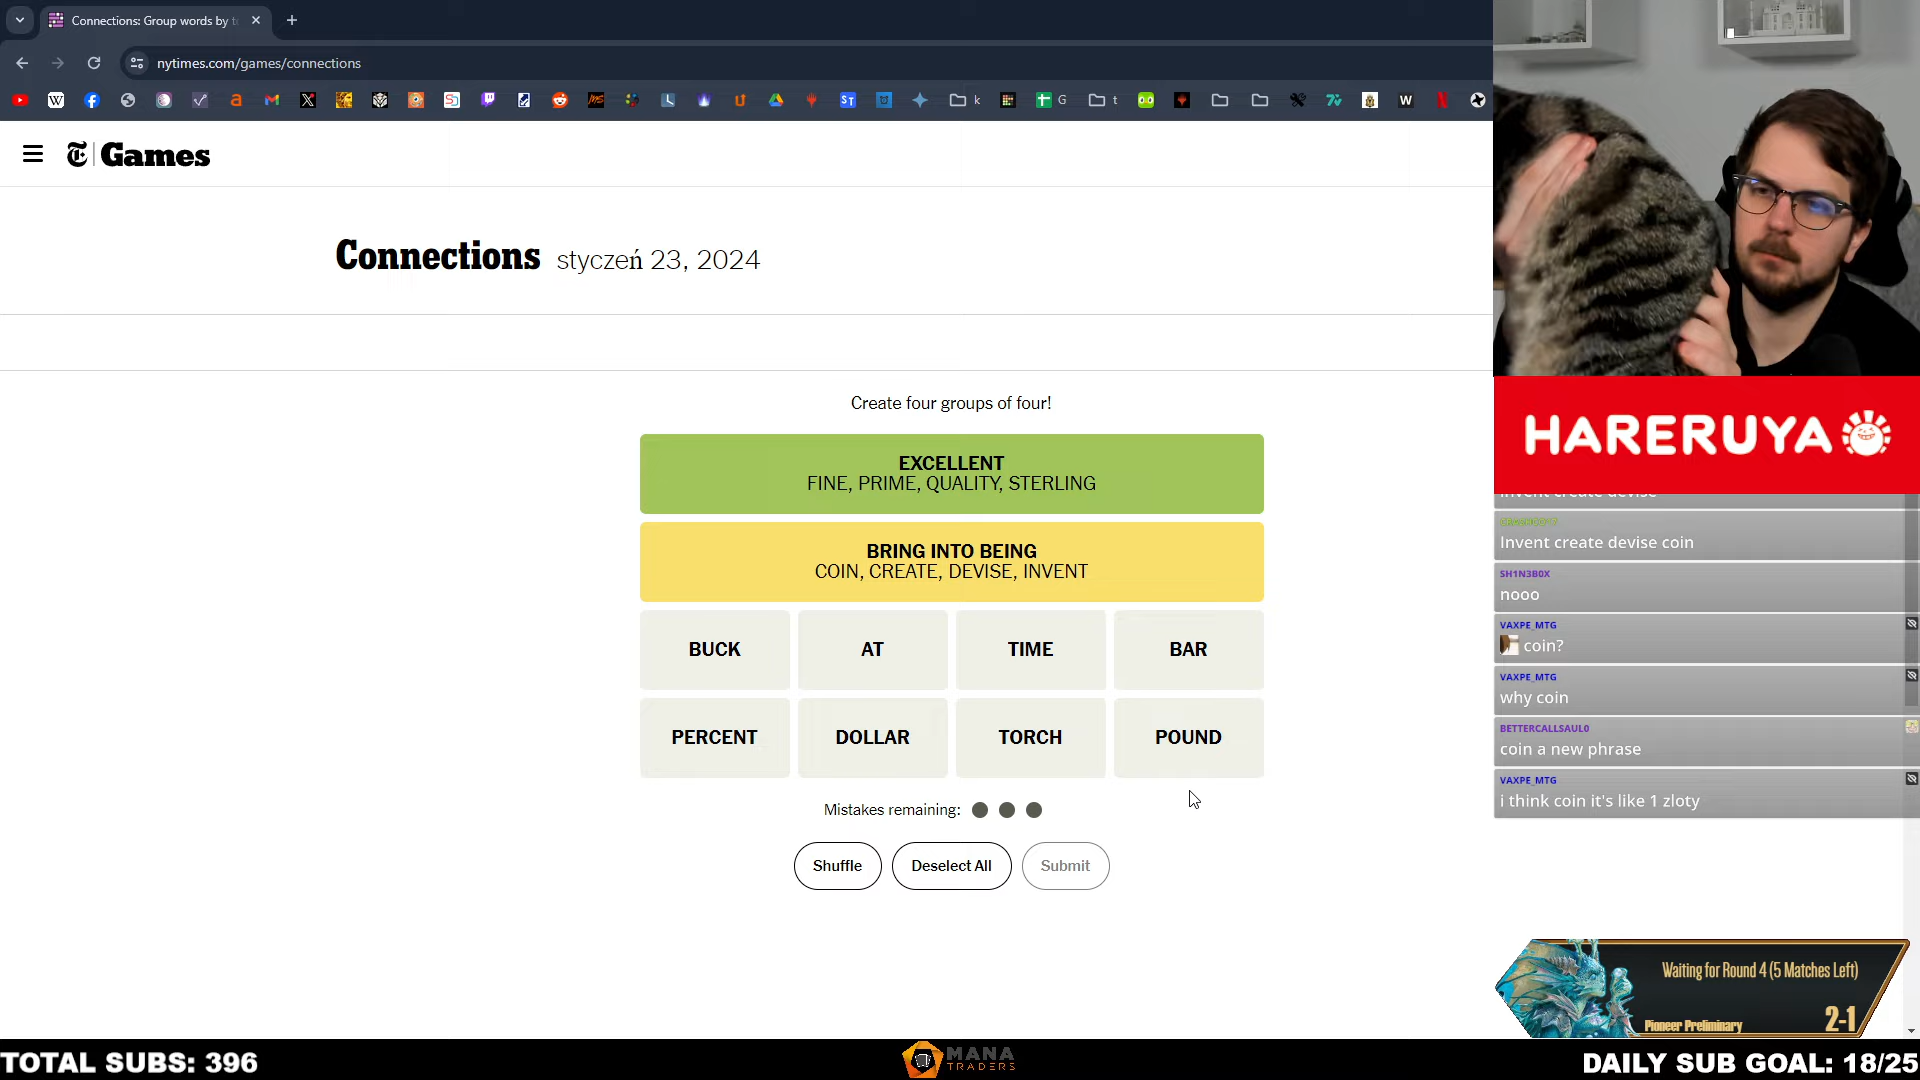 Connections: Group words by t
nytimes.com/games/connections
k
G
t
Games
Connections styczeń 23, 2024
Create four groups of four!
EXCELLENT
FINE, PRIME, QUALITY, STERLING
BRING INTO BEING
COIN, CREATE, DEVISE, INVENT
BUCK AT TIME BAR
PERCENT DOLLAR TORCH POUND
Mistakes remaining:
Shuffle Deselect All Submit
HARERUYA
Invent create devise coin
SH1N3B0X
nooo
VAXPE_MTG
coin?
VAXPE_MTG
why coin
BETTERCALLSAUL0
coin a new phrase
VAXPE_MTG
i think coin it's like 1 zloty
Waiting for Round 4 (5 Matches Left)
Pioneer Preliminary 2-1
TOTAL SUBS: 396
MANA
TRADERS
DAILY SUB GOAL: 18/25